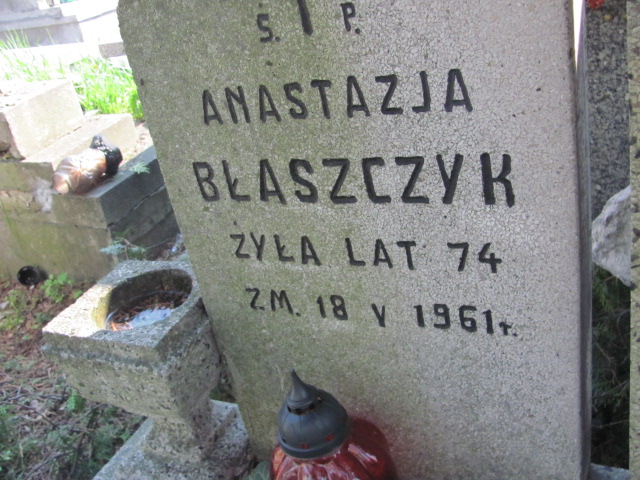 Ś. P.
ANASTAZJA
BŁASZCZYK
ŻYŁA LAT 74
ZM. 18 V 1961 r.